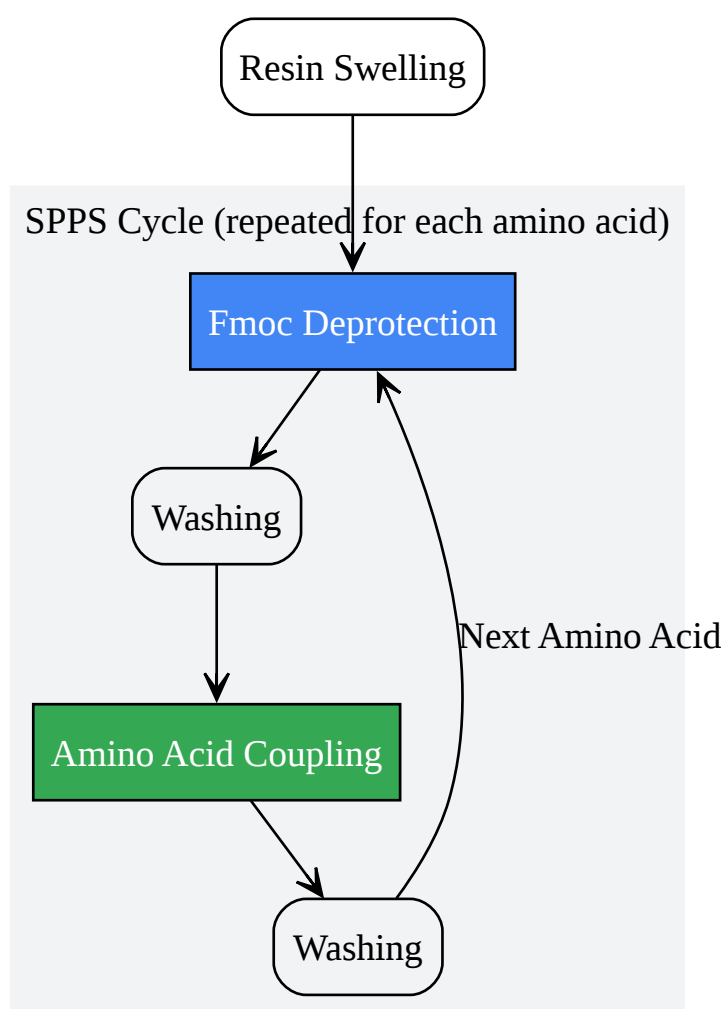 Resin Swelling
SPPS Cycle (repeated for each amino acid)
Fmoc Deprotection
Washing
Next Amino Acid
Amino Acid Coupling
Washing